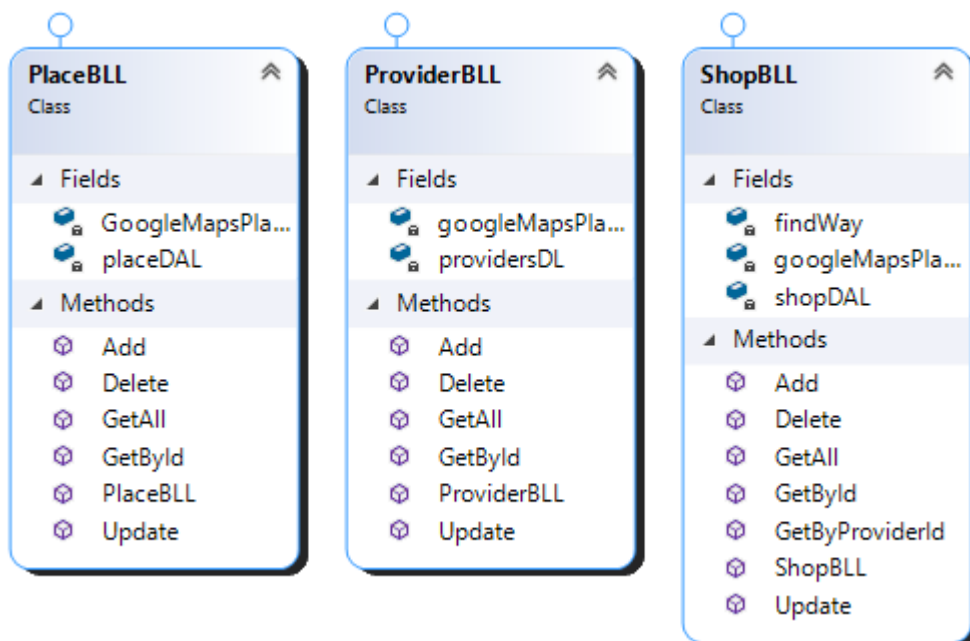 PlaceBLL
Class
Fields
GoogleMapsPla...
placeDAL
Methods
Add
Delete
GetAll
GetById
PlaceBLL
Update
ProviderBLL
Class
Fields
googleMapsPla...
providersDL
Methods
Add
Delete
GetAll
GetById
ProviderBLL
Update
ShopBLL
Class
Fields
findWay
googleMapsPla...
shopDAL
Methods
Add
Delete
GetAll
GetById
GetByProviderId
ShopBLL
Update